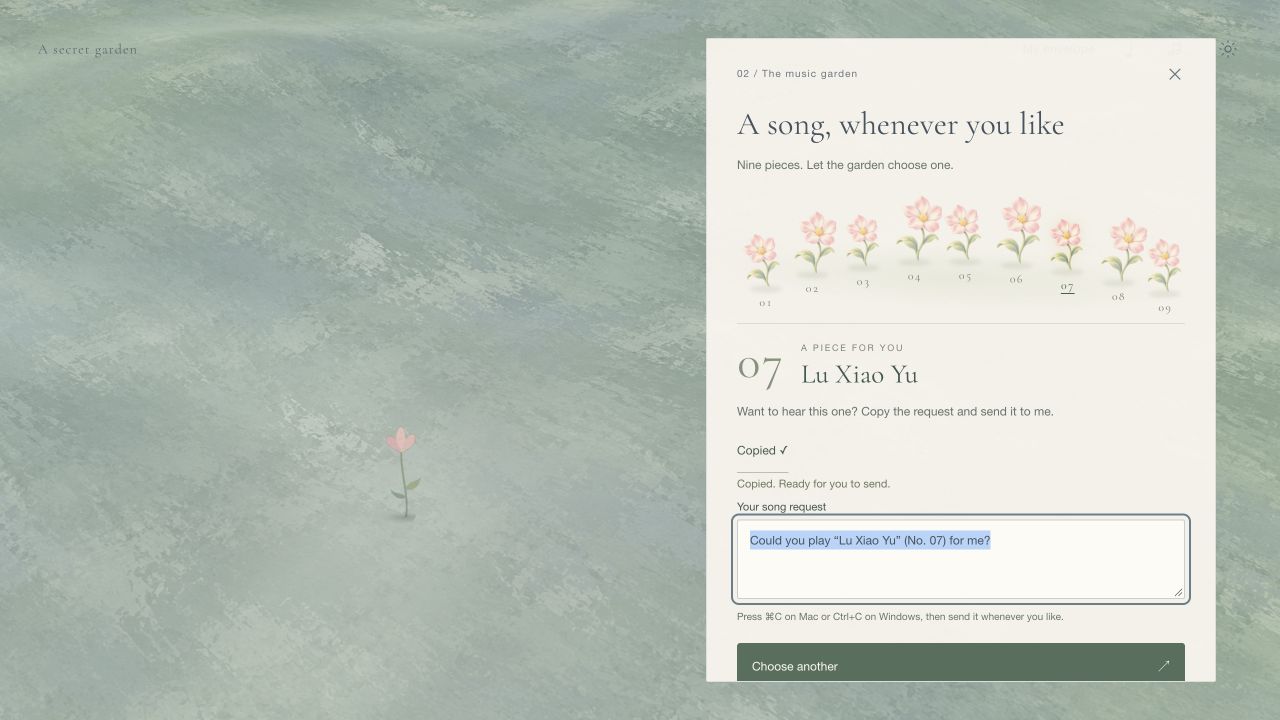 A secret garden
My envelope
02 / The music garden
A song, whenever you like
Nine pieces. Let the garden choose one.
01 02 03 04 05 06 07 08 09
07
A PIECE FOR YOU
Lu Xiao Yu
Want to hear this one? Copy the request and send it to me.
Copied ✓
Copied. Ready for you to send.
Your song request
Could you play “Lu Xiao Yu” (No. 07) for me?
Press ⌘C on Mac or Ctrl+C on Windows, then send it whenever you like.
Choose another ↗